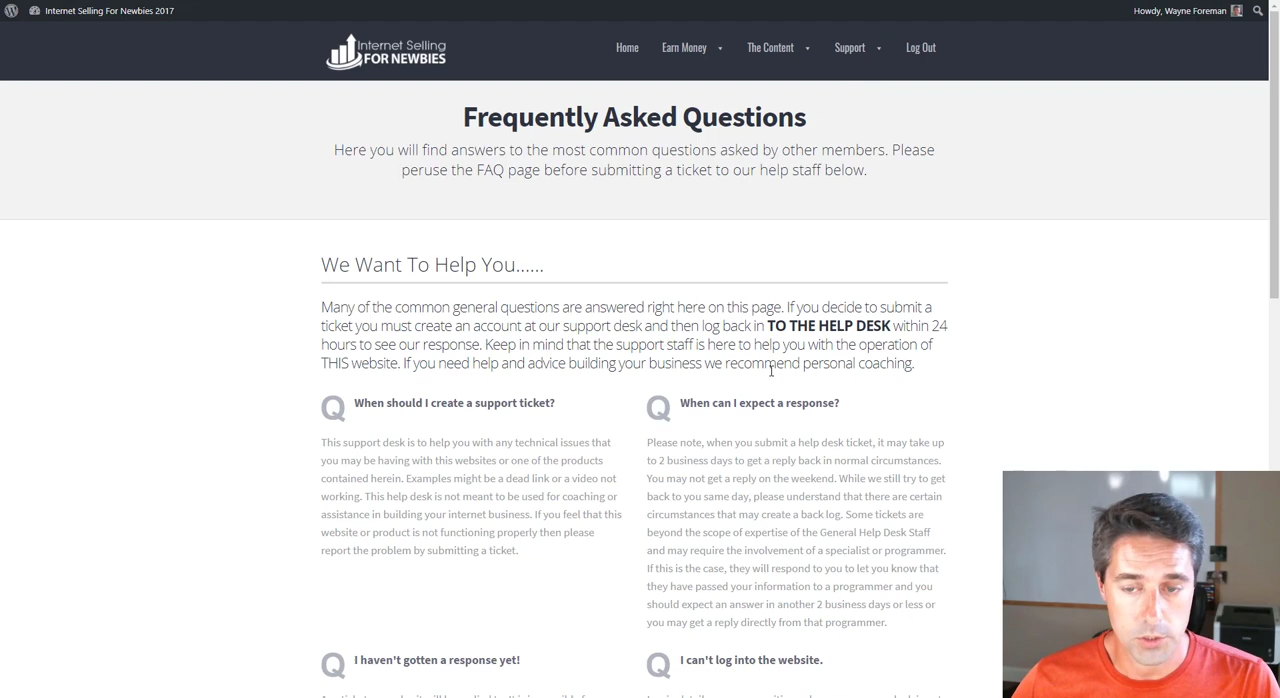 Internet Selling For Newbies 2017
Howdy, Wayne Foreman
Internet Selling
FOR NEWBIES
Home
Earn Money
The Content
Support
Log Out
Frequently Asked Questions
Here you will find answers to the most common questions asked by other members. Please
peruse the FAQ page before submitting a ticket to our help staff below.
We Want To Help You......
Many of the common general questions are answered right here on this page. If you decide to submit a
ticket you must create an account at our support desk and then log back in TO THE HELP DESK within 24
hours to see our response. Keep in mind that the support staff is here to help you with the operation of
THIS website. If you need help and advice building your business we recommend personal coaching.
Q When should I create a support ticket?
This support desk is to help you with any technical issues that
you may be having with this websites or one of the products
contained herein. Examples might be a dead link or a video not
working. This help desk is not meant to be used for coaching or
assistance in building your internet business. If you feel that this
website or product is not functioning properly then please
report the problem by submitting a ticket.
Q When can I expect a response?
Please note, when you submit a help desk ticket, it may take up
to 2 business days to get a reply back in normal circumstances.
You may not get a reply on the weekend. While we still try to get
back to you same day, please understand that there are certain
circumstances that may create a back log. Some tickets are
beyond the scope of expertise of the General Help Desk Staff
and may require the involvement of a specialist or programmer.
If this is the case, they will respond to you to let you know that
they have passed your information to a programmer and you
should expect an answer in another 2 business days or less or
you may get a reply directly from that programmer.
Q I haven't gotten a response yet!
Q I can't log into the website.